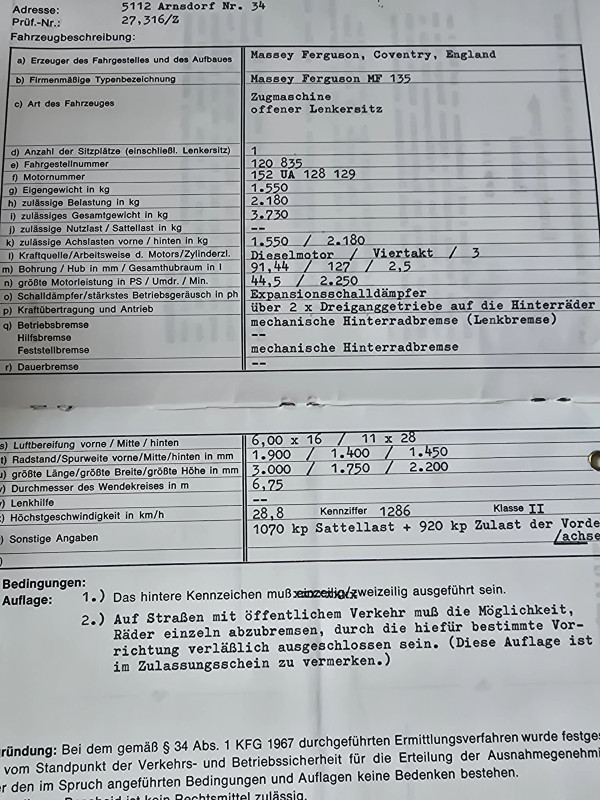 Adresse: 5112 Arnsdorf Nr. 34
Prüf.-Nr.: 27,316/Z
Fahrzeugbeschreibung:
a) Erzeuger des Fahrgestelles und des Aufbaues Massey Ferguson, Coventry, England
b) Firmenmäßige Typenbezeichnung Massey Ferguson MF 135
c) Art des Fahrzeuges Zugmaschine
offener Lenkersitz
d) Anzahl der Sitzplätze (einschließl. Lenkersitz) 1
e) Fahrgestellnummer 120 835
f) Motornummer 152 UA 128 129
g) Eigengewicht in kg 1.550
h) zulässige Belastung in kg 2.180
i) zulässiges Gesamtgewicht in kg 3.730
j) zulässige Nutzlast / Sattellast in kg --
k) zulässige Achslasten vorne / hinten in kg 1.550 / 2.180
l) Kraftquelle/Arbeitsweise d. Motors/Zylinderzl. Dieselmotor / Viertakt / 3
m) Bohrung / Hub in mm / Gesamthubraum in l 91,44 / 127 / 2,5
n) größte Motorleistung in PS / Umdr. / Min. 44,5 / 2.250
o) Schalldämpfer/stärkstes Betriebsgeräusch in ph Expansionsschalldämpfer
p) Kraftübertragung und Antrieb über 2 x Dreiganggetriebe auf die Hinterräder
q) Betriebsbremse mechanische Hinterradbremse (Lenkbremse)
Hilfsbremse --
Feststellbremse mechanische Hinterradbremse
r) Dauerbremse --
s) Luftbereifung vorne / Mitte / hinten 6,00 x 16 / 11 x 28
t) Radstand/Spurweite vorne/Mitte/hinten in mm 1.900 / 1.400 / 1.450
u) größte Länge/größte Breite/größte Höhe in mm 3.000 / 1.750 / 2.200
) Durchmesser des Wendekreises in m 6,75
) Lenkhilfe --
) Höchstgeschwindigkeit in km/h 28,8 Kennziffer 1286 Klasse II
) Sonstige Angaben 1070 kp Sattellast + 920 kp Zulast der Vorde
/achse
)
Bedingungen:
Auflage: 1.) Das hintere Kennzeichen muß einzeilig/zweizeilig ausgeführt sein.
2.) Auf Straßen mit öffentlichem Verkehr muß die Möglichkeit,
Räder einzeln abzubremsen, durch die hiefür bestimmte Vor-
richtung verläßlich ausgeschlossen sein. (Diese Auflage ist
im Zulassungsschein zu vermerken.)
ründung: Bei dem gemäß § 34 Abs. 1 KFG 1967 durchgeführten Ermittlungsverfahren wurde festges
vom Standpunkt der Verkehrs- und Betriebssicherheit für die Erteilung der Ausnahmegenehmi
er den im Spruch angeführten Bedingungen und Auflagen keine Bedenken bestehen.
Bescheid ist kein Rechtsmittel zulässig.